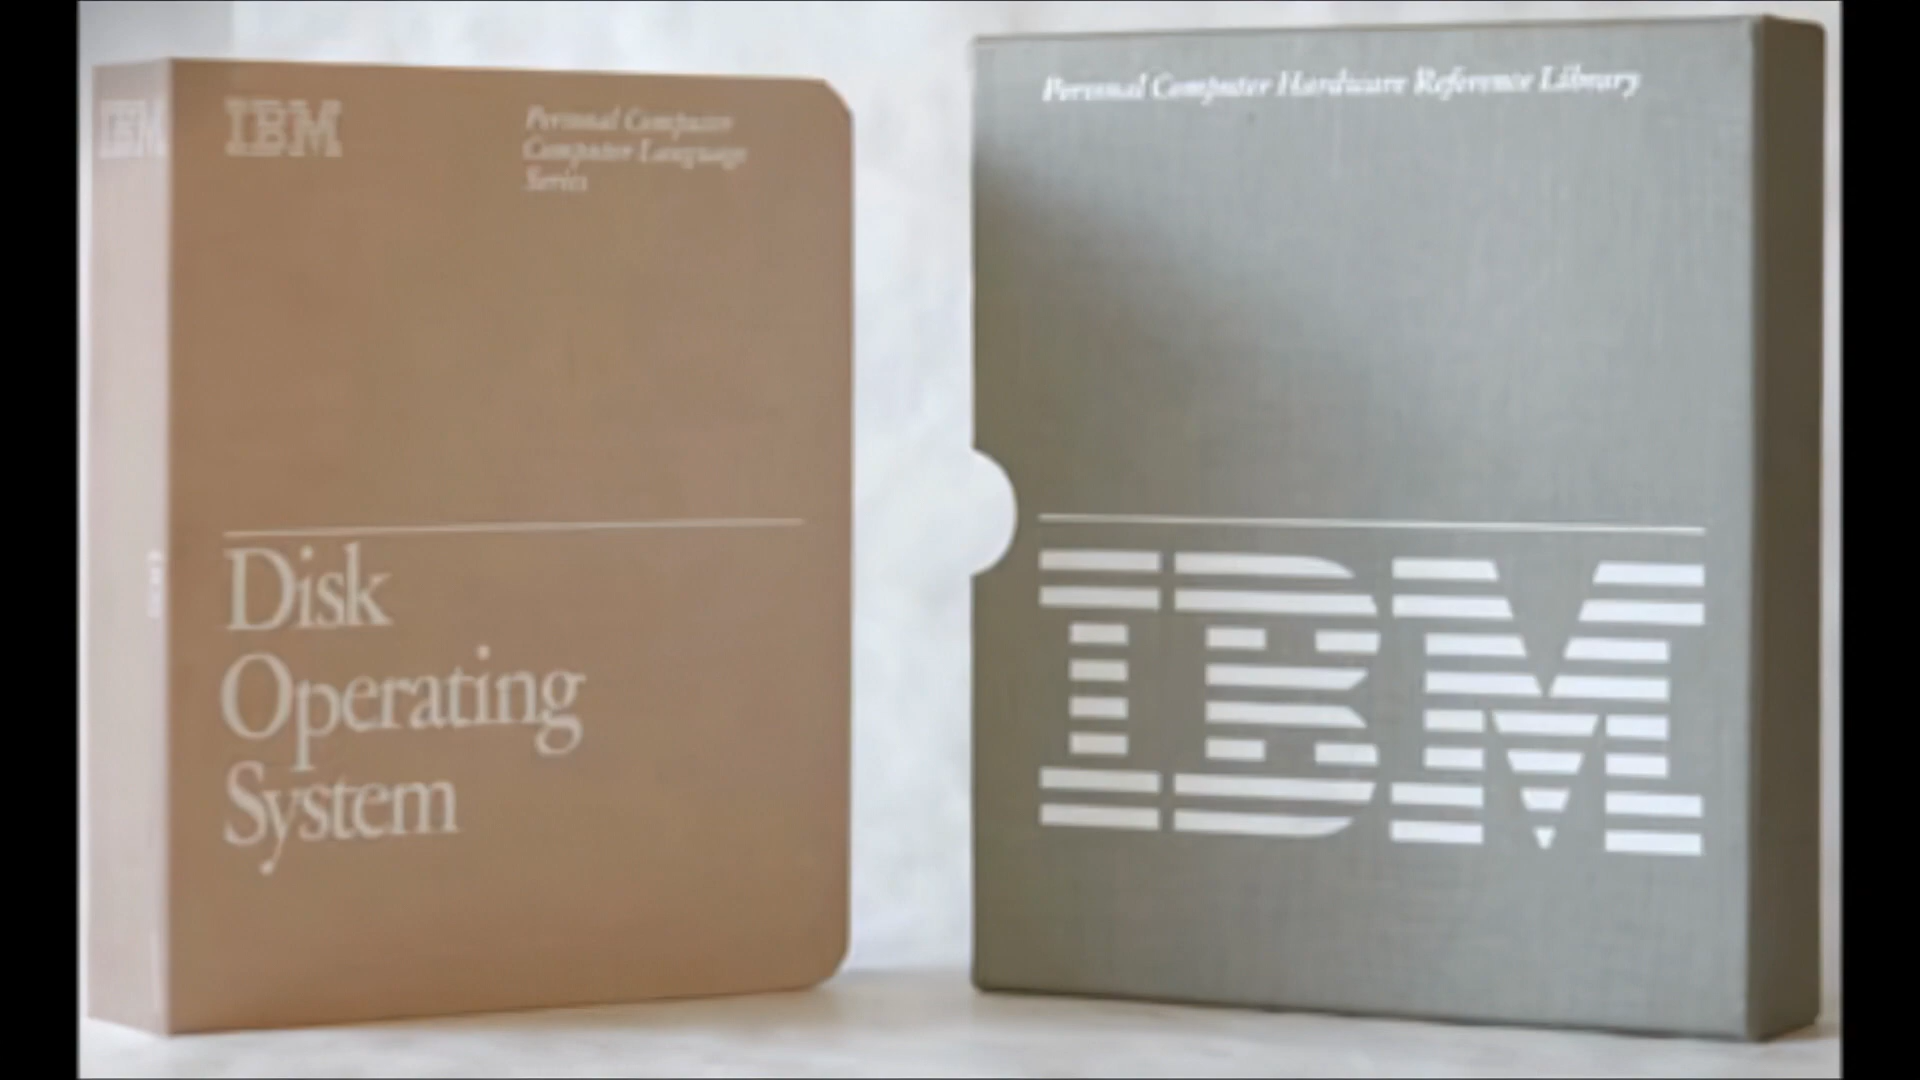 IBM
IBM
Personal Computer
Computer Language
Series
Disk
Operating
System
Personal Computer Hardware Reference Library
IBM